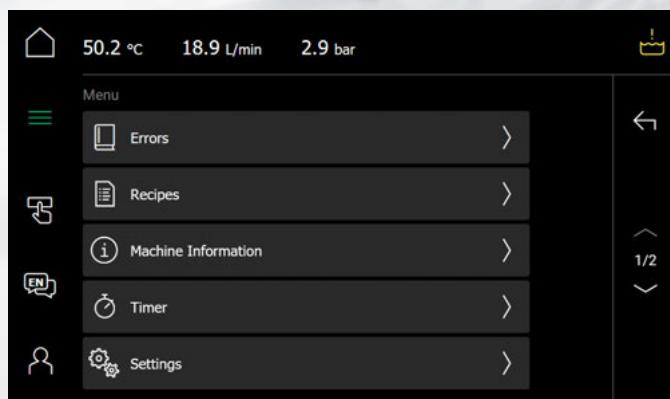 50.2 °C 18.9 L/min 2.9 bar
Menu
Errors
Recipes
Machine Information
1/2
EN
Timer
Settings